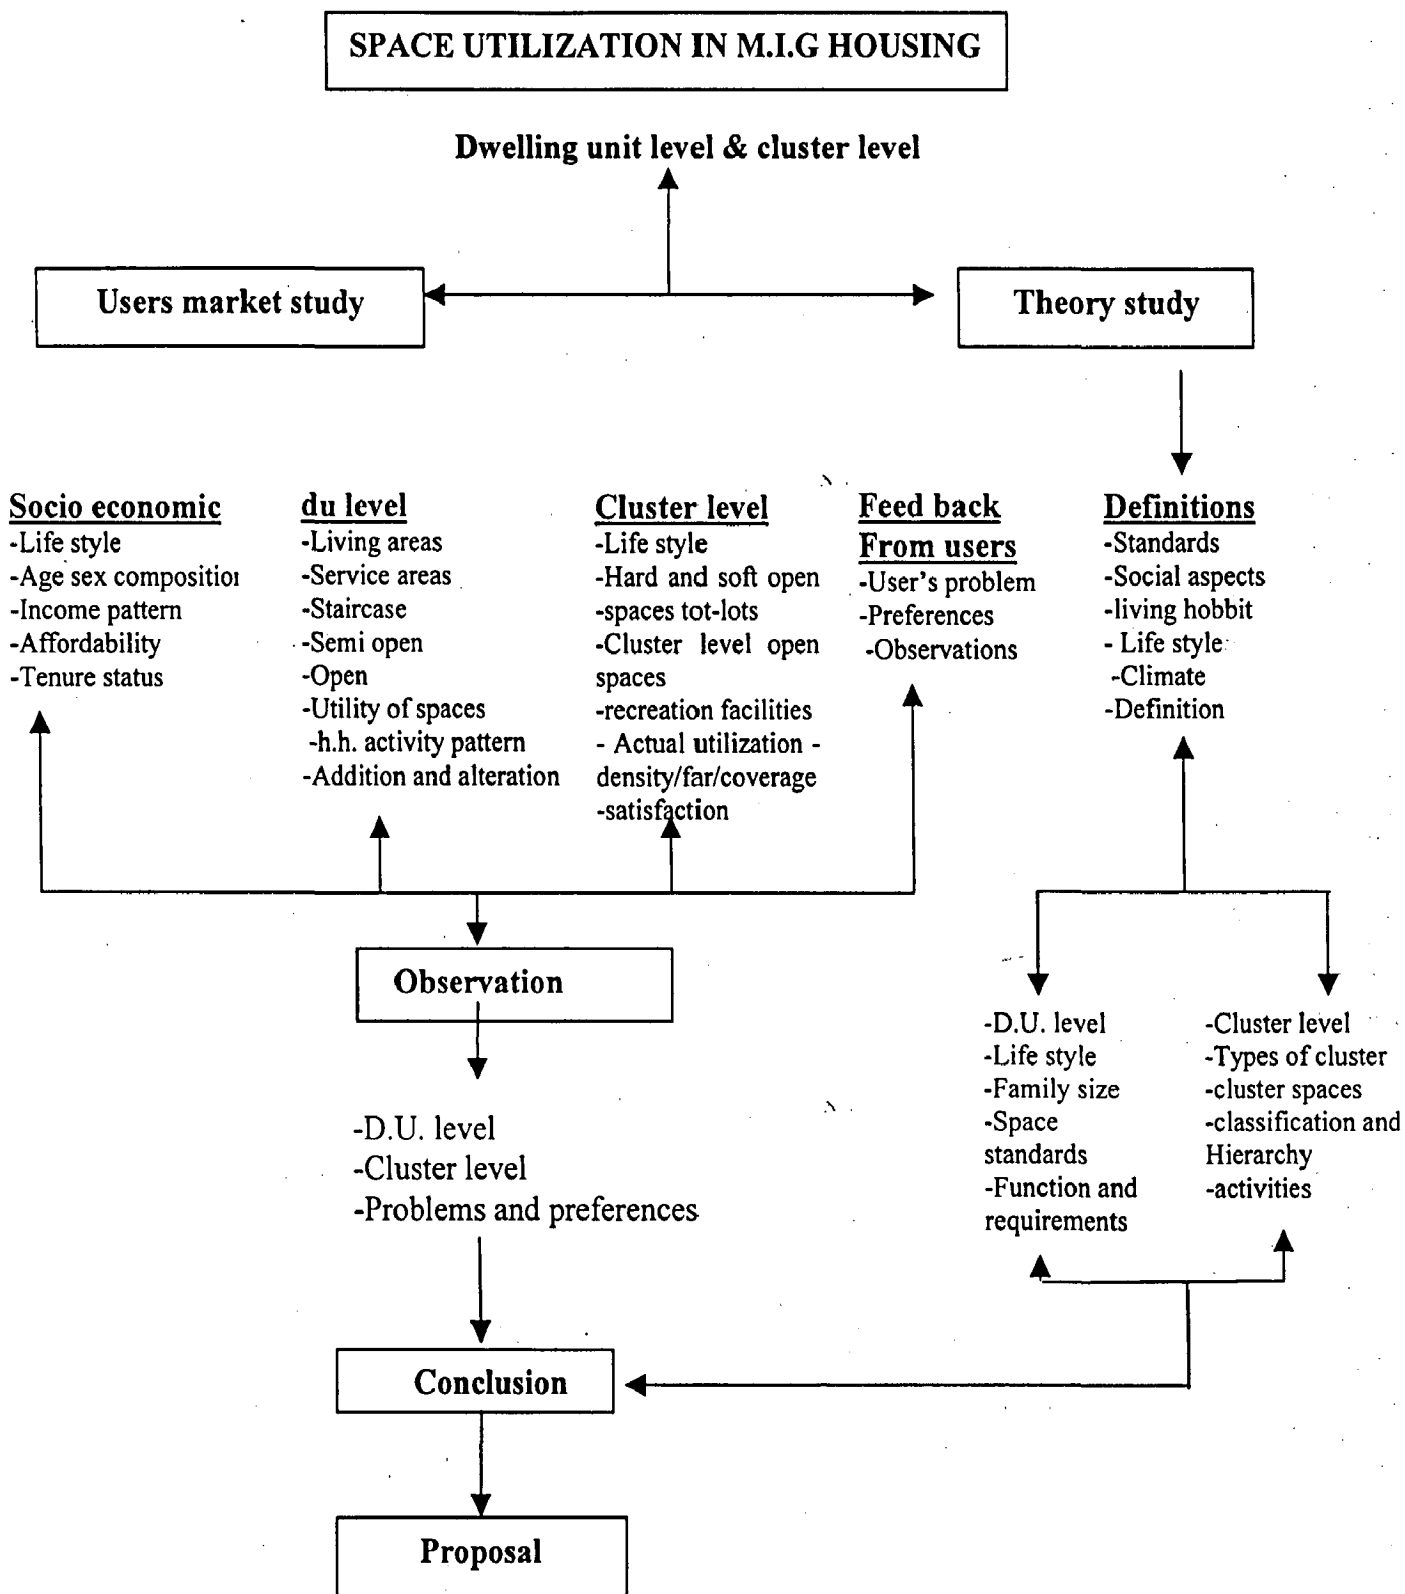 SPACE UTILIZATION IN M.I.G HOUSING
Dwelling unit level & cluster level
Users market study
Theory study
Socio economic
-Life style
-Age sex composition
-Income pattern
-Affordability
-Tenure status
du level
-Living areas
-Service areas
-Staircase
-Semi open
-Open
-Utility of spaces
-h.h. activity pattern
-Addition and alteration
Cluster level
-Life style
-Hard and soft open
-spaces tot-lots
-Cluster level open
spaces
-recreation facilities
- Actual utilization -
density/far/coverage
-satisfaction
Feed back
From users
-User's problem
-Preferences
-Observations
Definitions
-Standards
-Social aspects
-living hobbit
- Life style
-Climate
-Definition
Observation
-D.U. level
-Cluster level
-Problems and preferences
-D.U. level
-Life style
-Family size
-Space
standards
-Function and
requirements
-Cluster level
-Types of cluster
-cluster spaces
-classification and
Hierarchy
-activities
Conclusion
Proposal